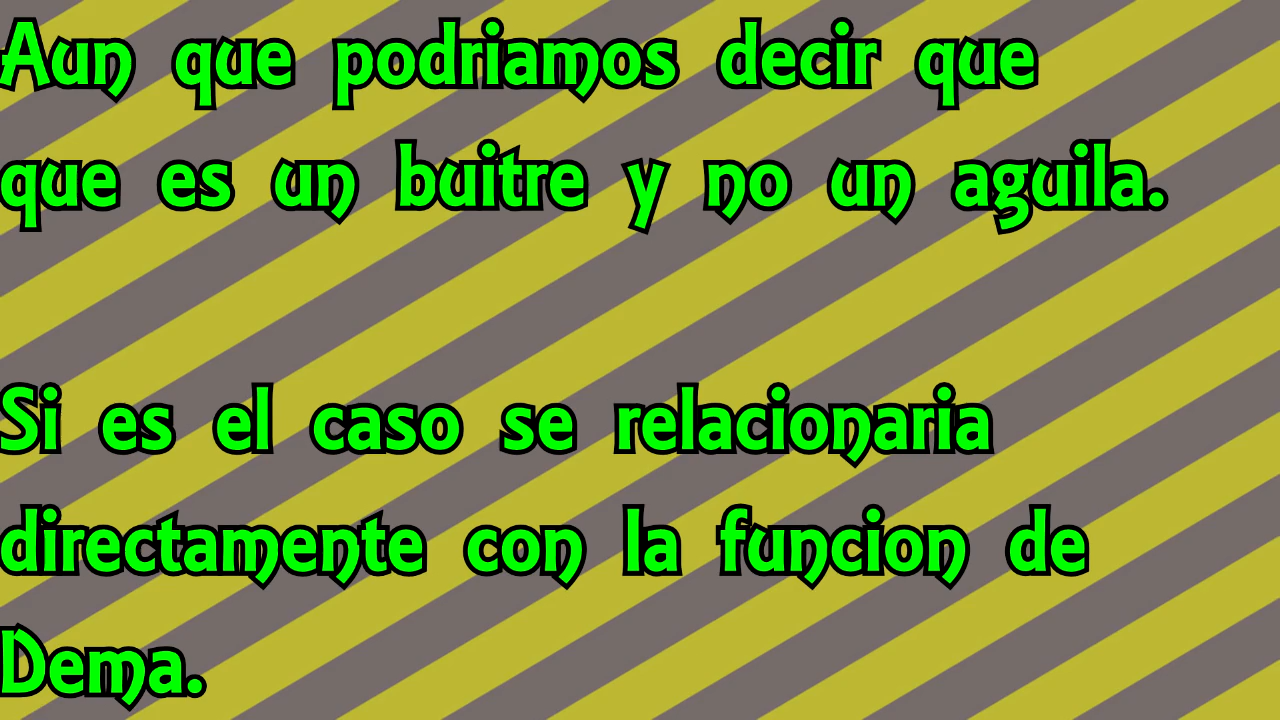 Aun que podriamos decir que
que es un buitre y no un aguila.
Si es el caso se relacionaria
directamente con la funcion de
Dema.